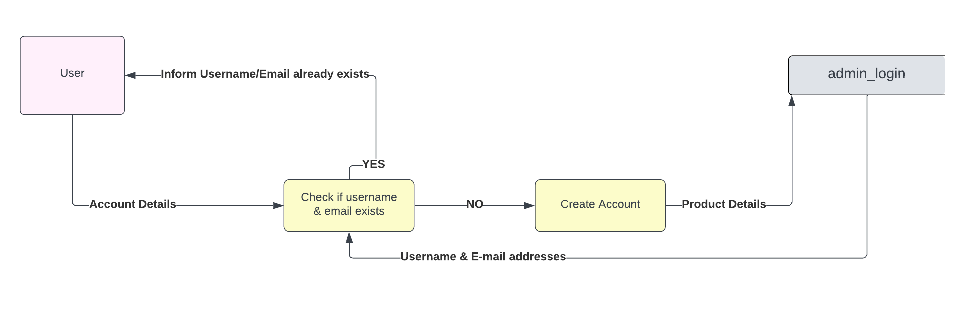 User
Inform Username/Email already exists
admin_login
YES
Account Details
Check if username
& email exists
NO
Create Account
Product Details
Username & E-mail addresses